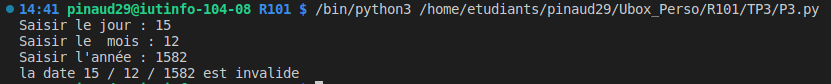 14:41 pinaud29@iutinfo-104-08 R101 $ /bin/python3 /home/etudiants/pinaud29/Ubox_Perso/R101/TP3/P3.py
Saisir le jour : 15
Saisir le  mois : 12
Saisir l'année : 1582
la date 15 / 12 / 1582 est invalide